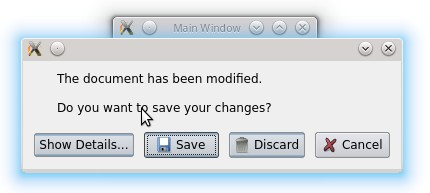 Main Window
The document has been modified.
Do you want to save your changes?
Show Details... Save Discard Cancel